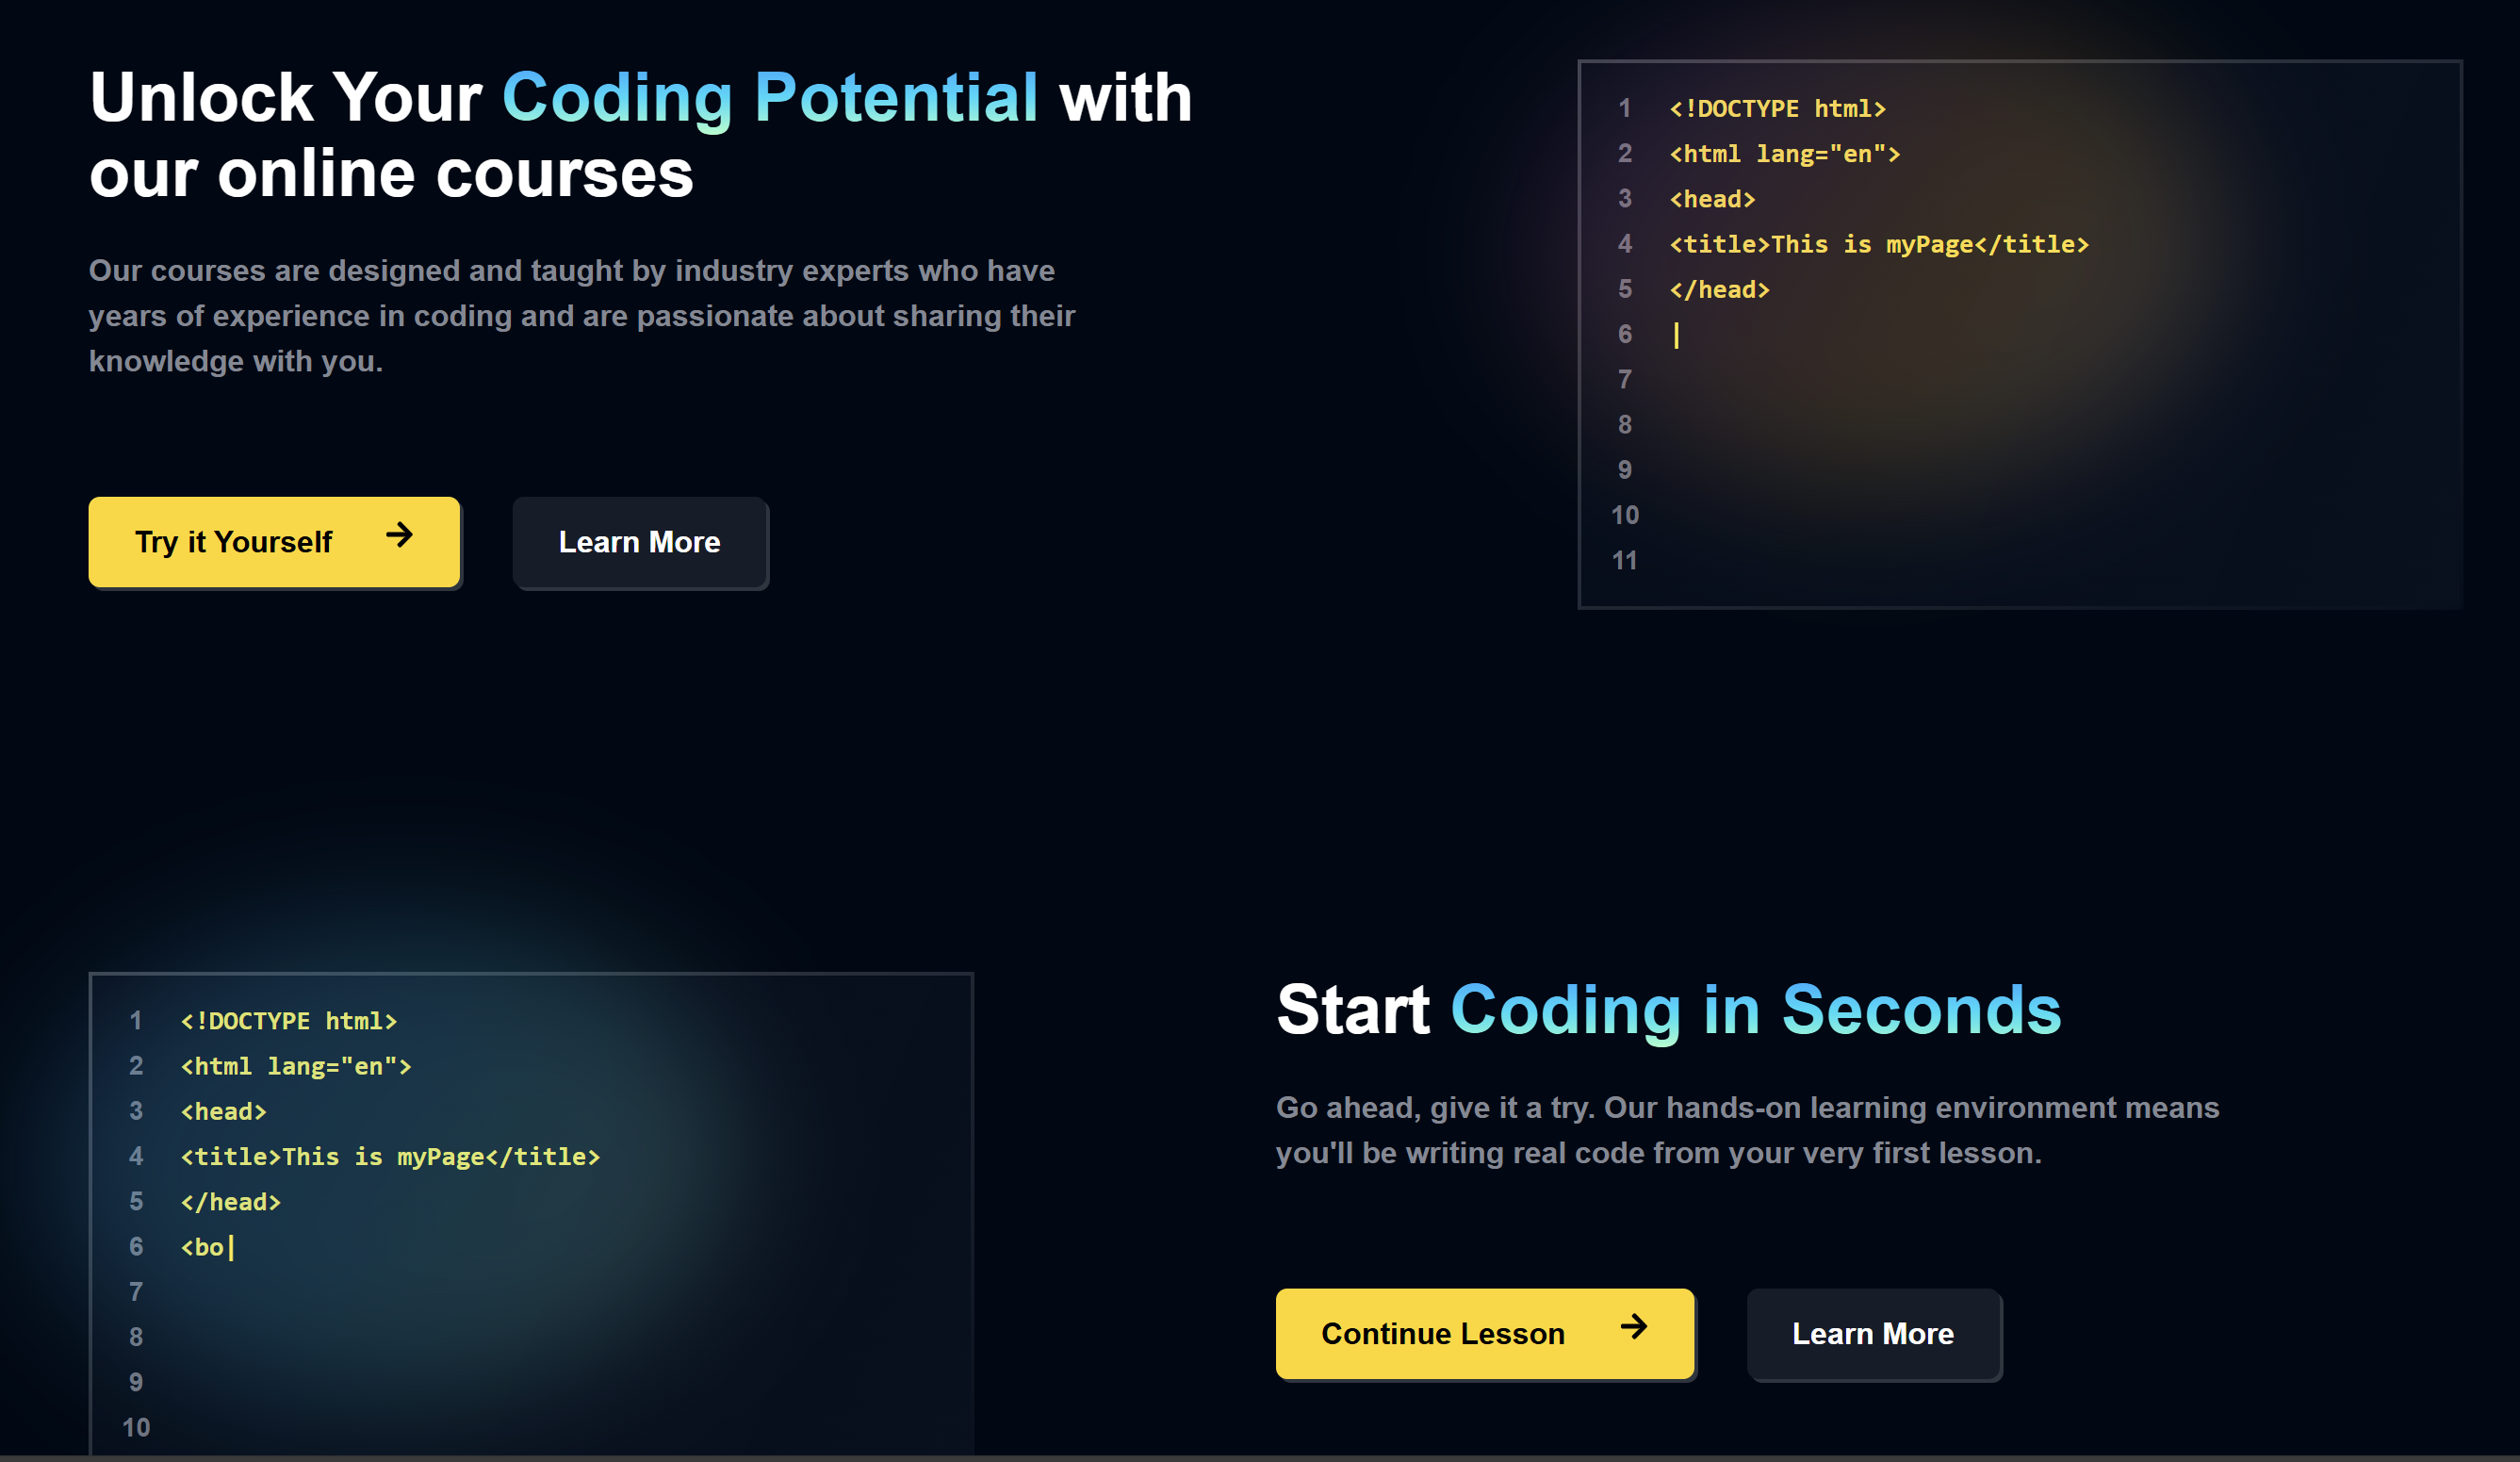 Unlock Your Coding Potential with
our online courses
Our courses are designed and taught by industry experts who have
years of experience in coding and are passionate about sharing their
knowledge with you.
Try it Yourself
Learn More
1 <!DOCTYPE html>
2 <html lang="en">
3 <head>
4 <title>This is myPage</title>
5 </head>
6 |
7
8
9
10
11
1 <!DOCTYPE html>
2 <html lang="en">
3 <head>
4 <title>This is myPage</title>
5 </head>
6 <bo|
7
8
9
10
Start Coding in Seconds
Go ahead, give it a try. Our hands-on learning environment means
you'll be writing real code from your very first lesson.
Continue Lesson
Learn More